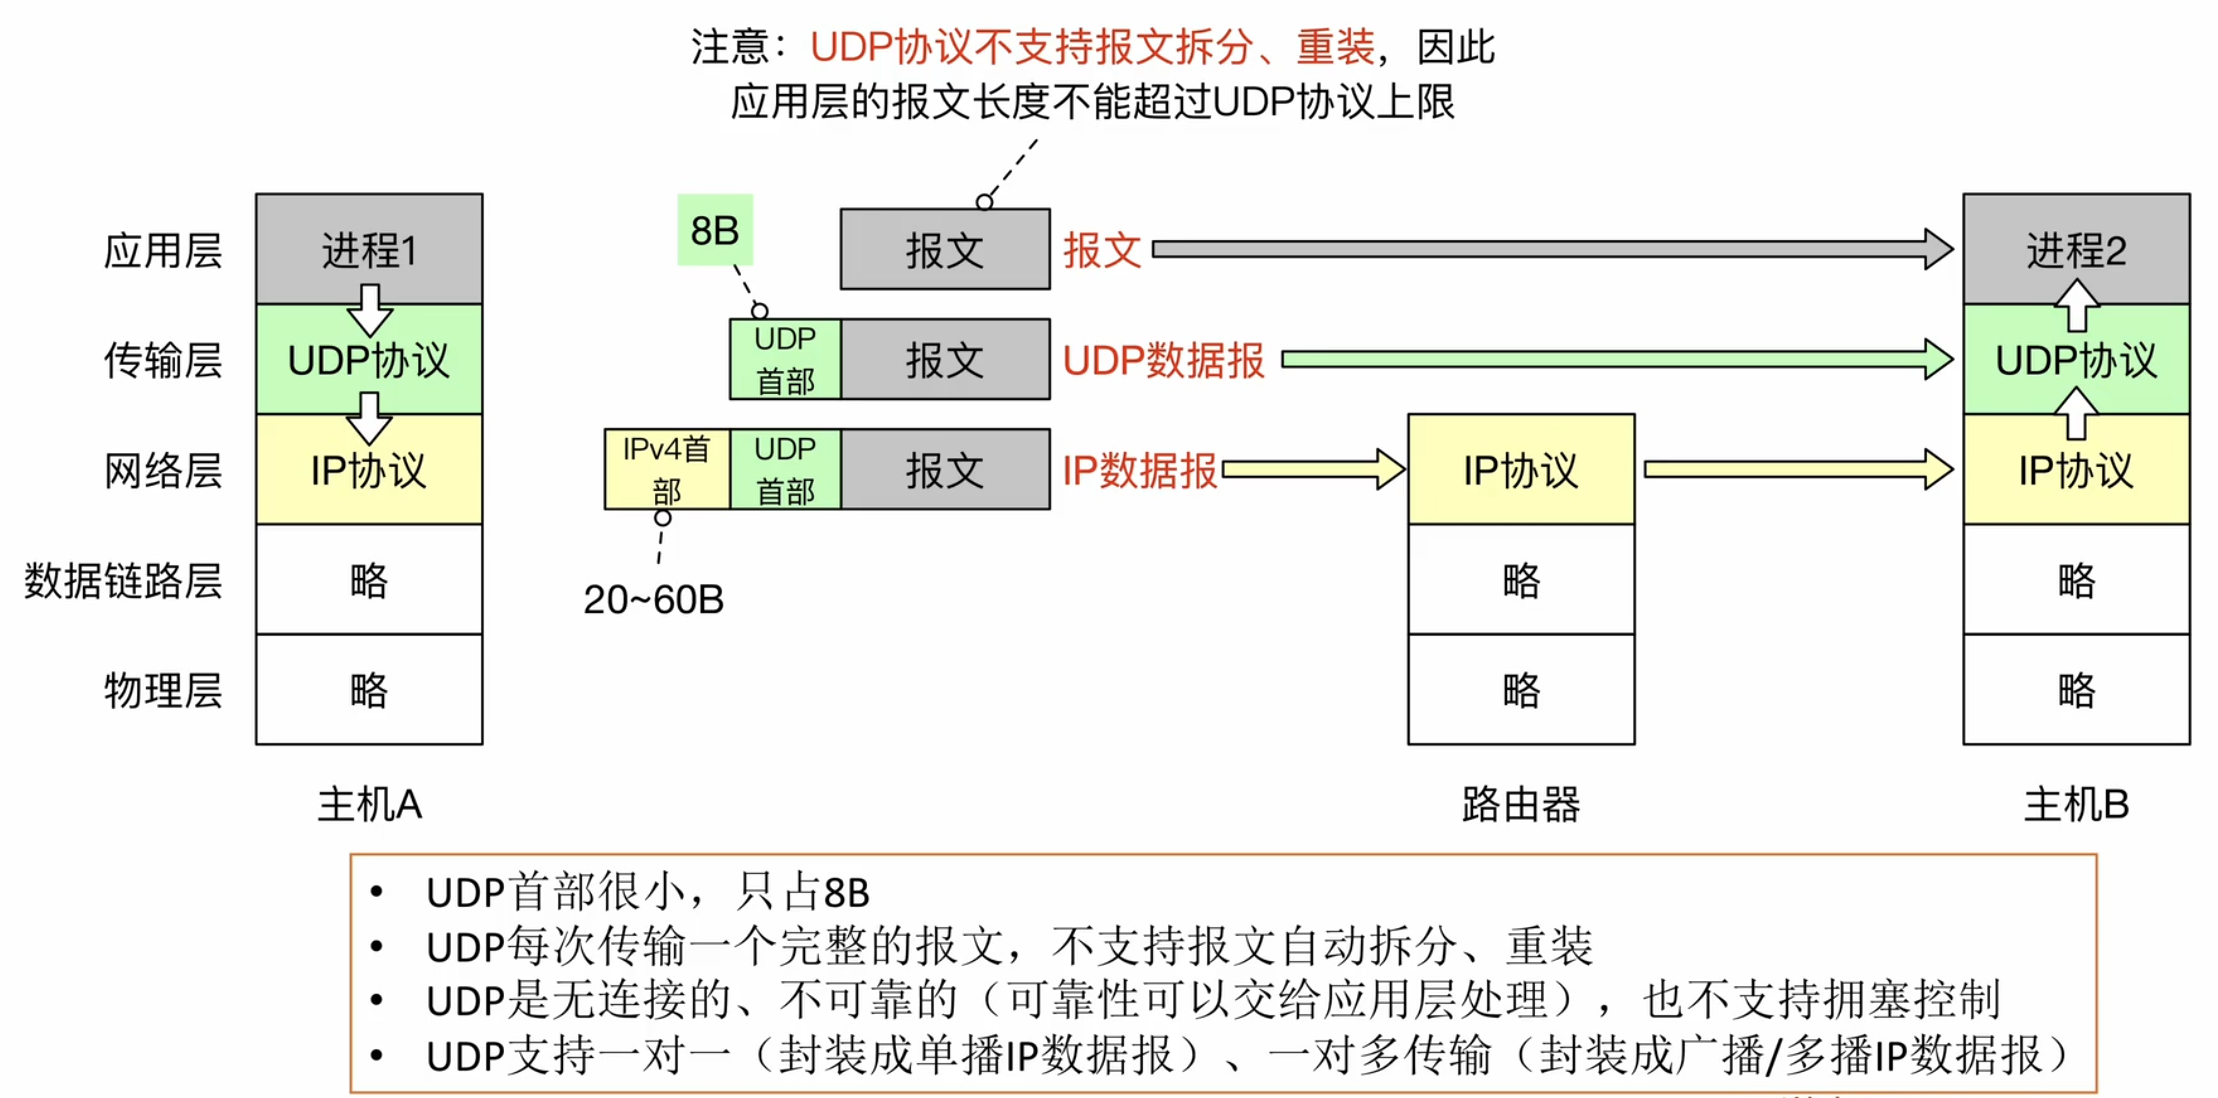 注意：UDP协议不支持报文拆分、重装，因此
应用层的报文长度不能超过UDP协议上限
8B
应用层
进程1
报文
报文
进程2
传输层
UDP协议
UDP
首部
报文
UDP数据报
UDP协议
网络层
IP协议
IPv4首
部
UDP
首部
报文
IP数据报
IP协议
IP协议
20~60B
数据链路层
略
略
略
物理层
略
略
略
主机A
路由器
主机B
• UDP首部很小，只占8B
• UDP每次传输一个完整的报文，不支持报文自动拆分、重装
• UDP是无连接的、不可靠的（可靠性可以交给应用层处理），也不支持拥塞控制
• UDP支持一对一（封装成单播IP数据报）、一对多传输（封装成广播/多播IP数据报）